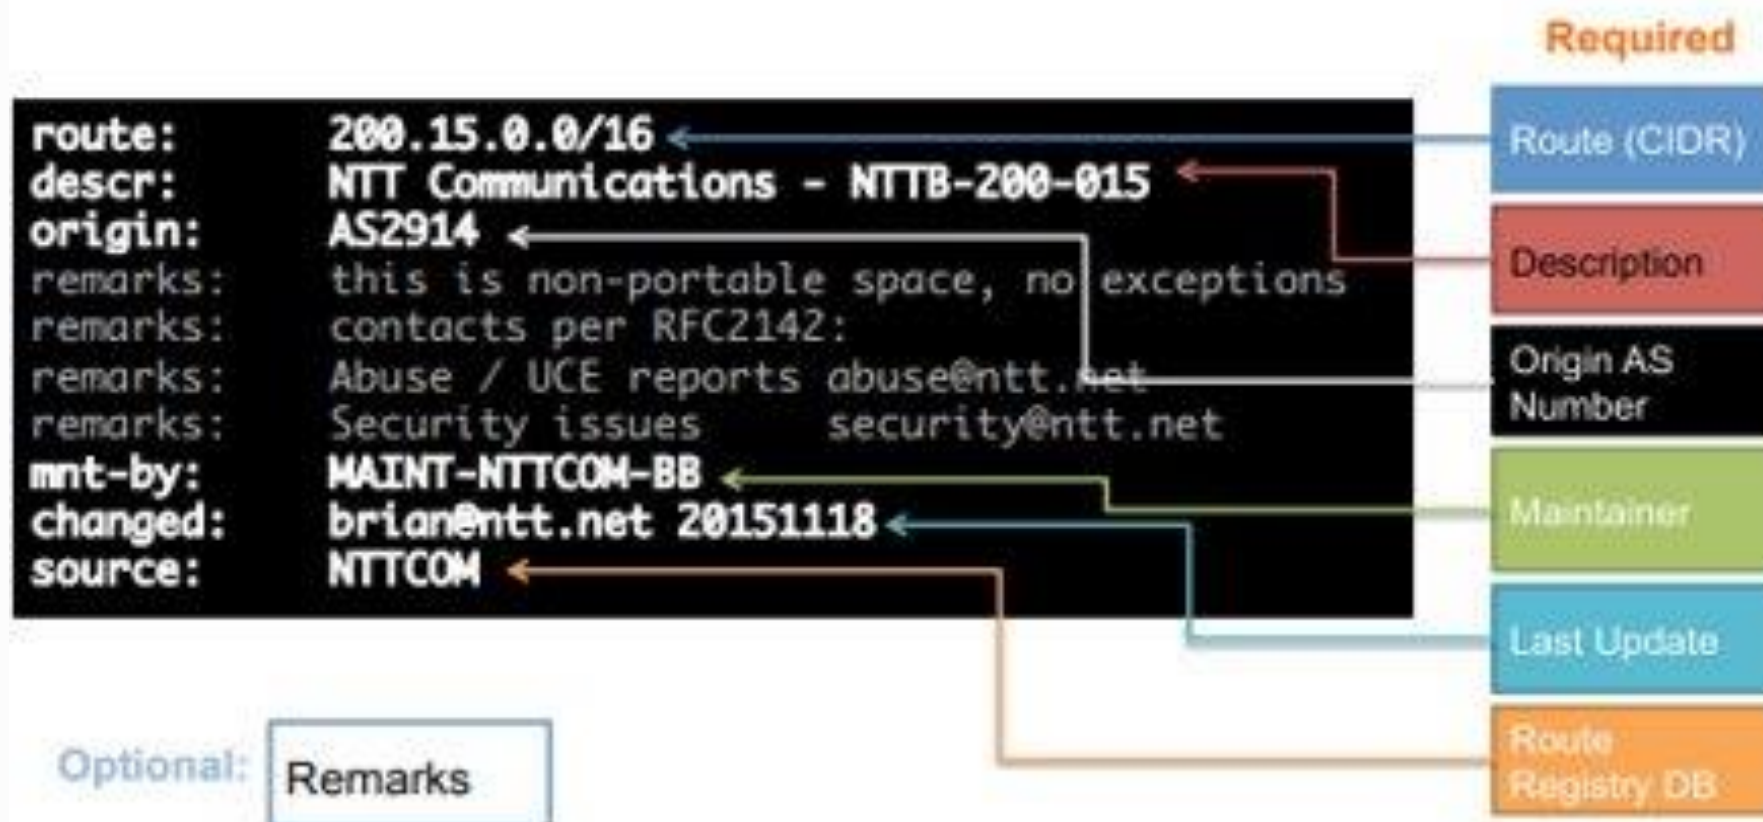 Required
route: 200.15.0.0/16
descr: NTT Communications - NTTB-200-015
origin: AS2914
remarks: this is non-portable space, no exceptions
remarks: contacts per RFC2142:
remarks: Abuse / UCE reports abuse@ntt.net
remarks: Security issues security@ntt.net
mnt-by: MAINT-NTTCOM-BB
changed: brian@ntt.net 20151118
source: NTTCOM
Route (CIDR)
Description
Origin AS
Number
Maintainer
Last Update
Route
Registry DB
Optional:
Remarks